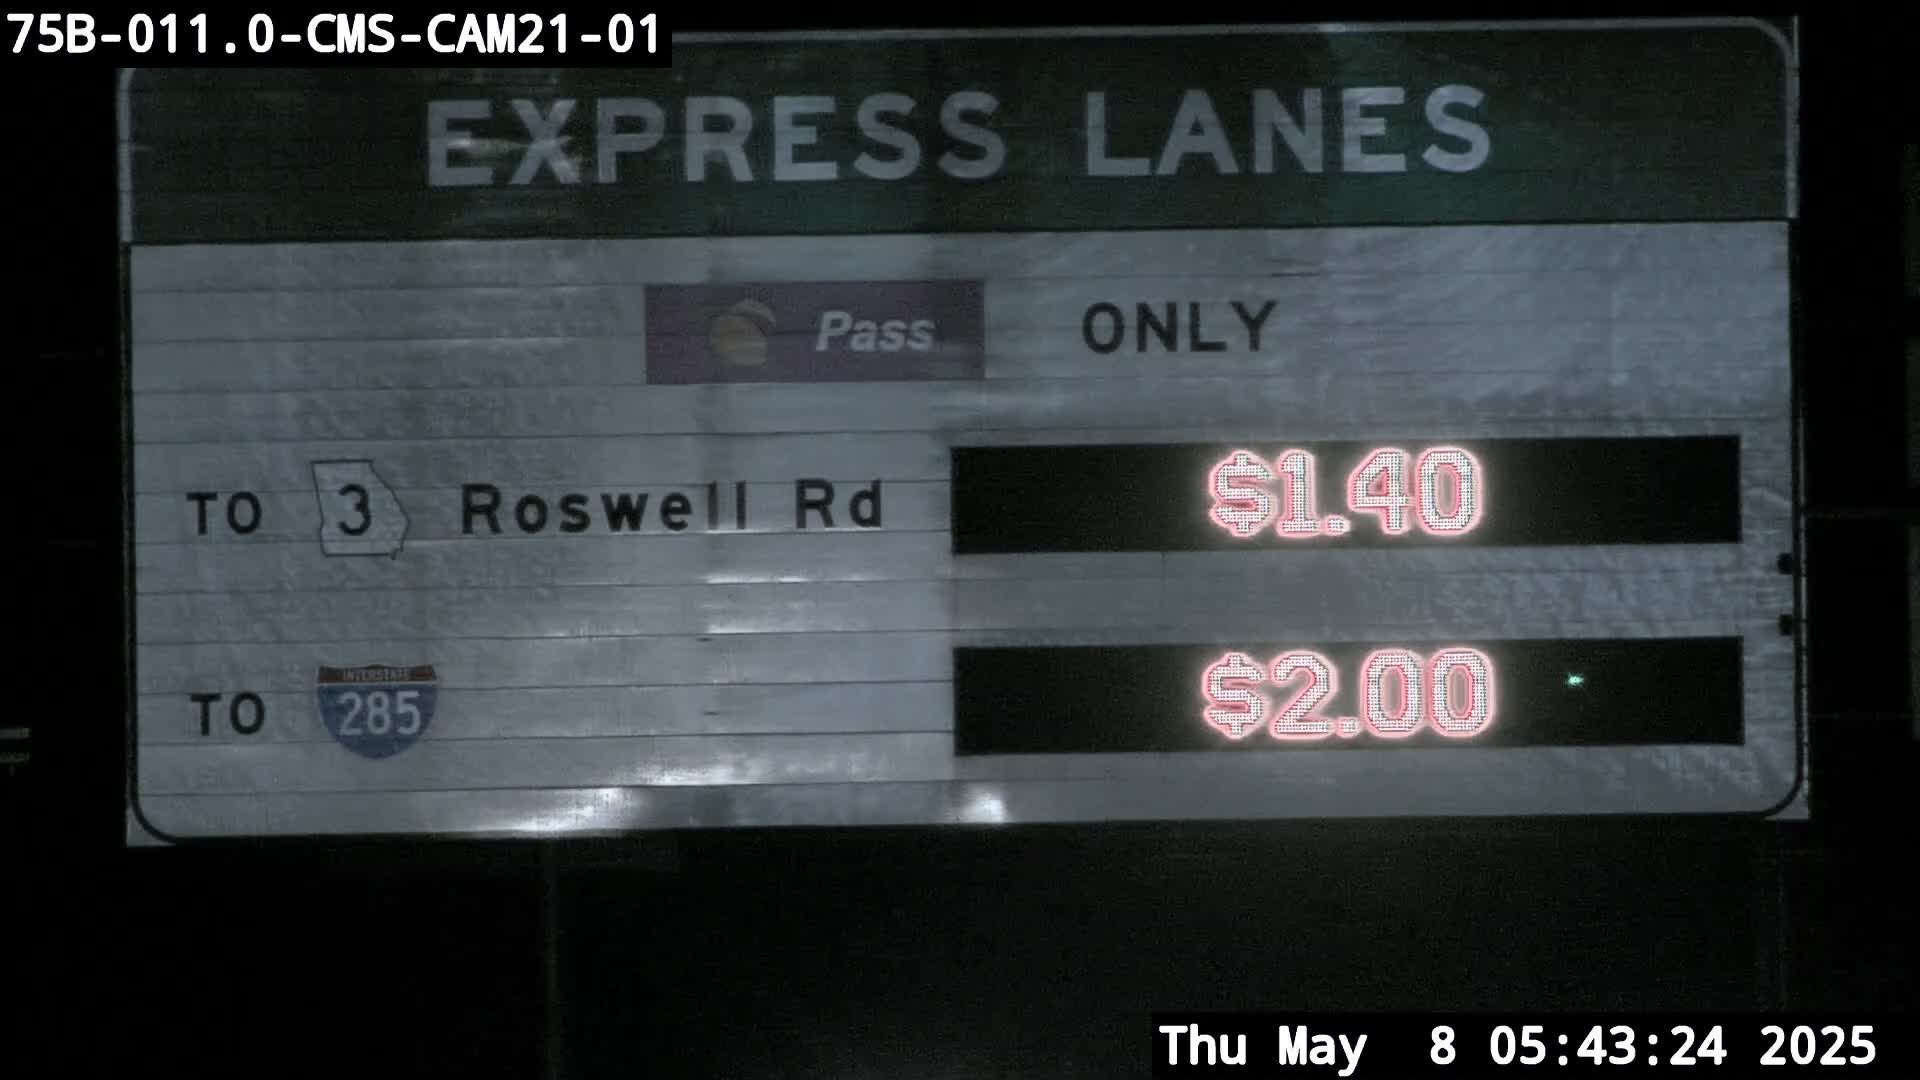 75B-011.0-CMS-CAM21-01
EXPRESS LANES
Pass ONLY
TO 3 Roswell Rd $1.40
INTERSTATE
TO 285 $2.00
Thu May 8 05:43:24 2025